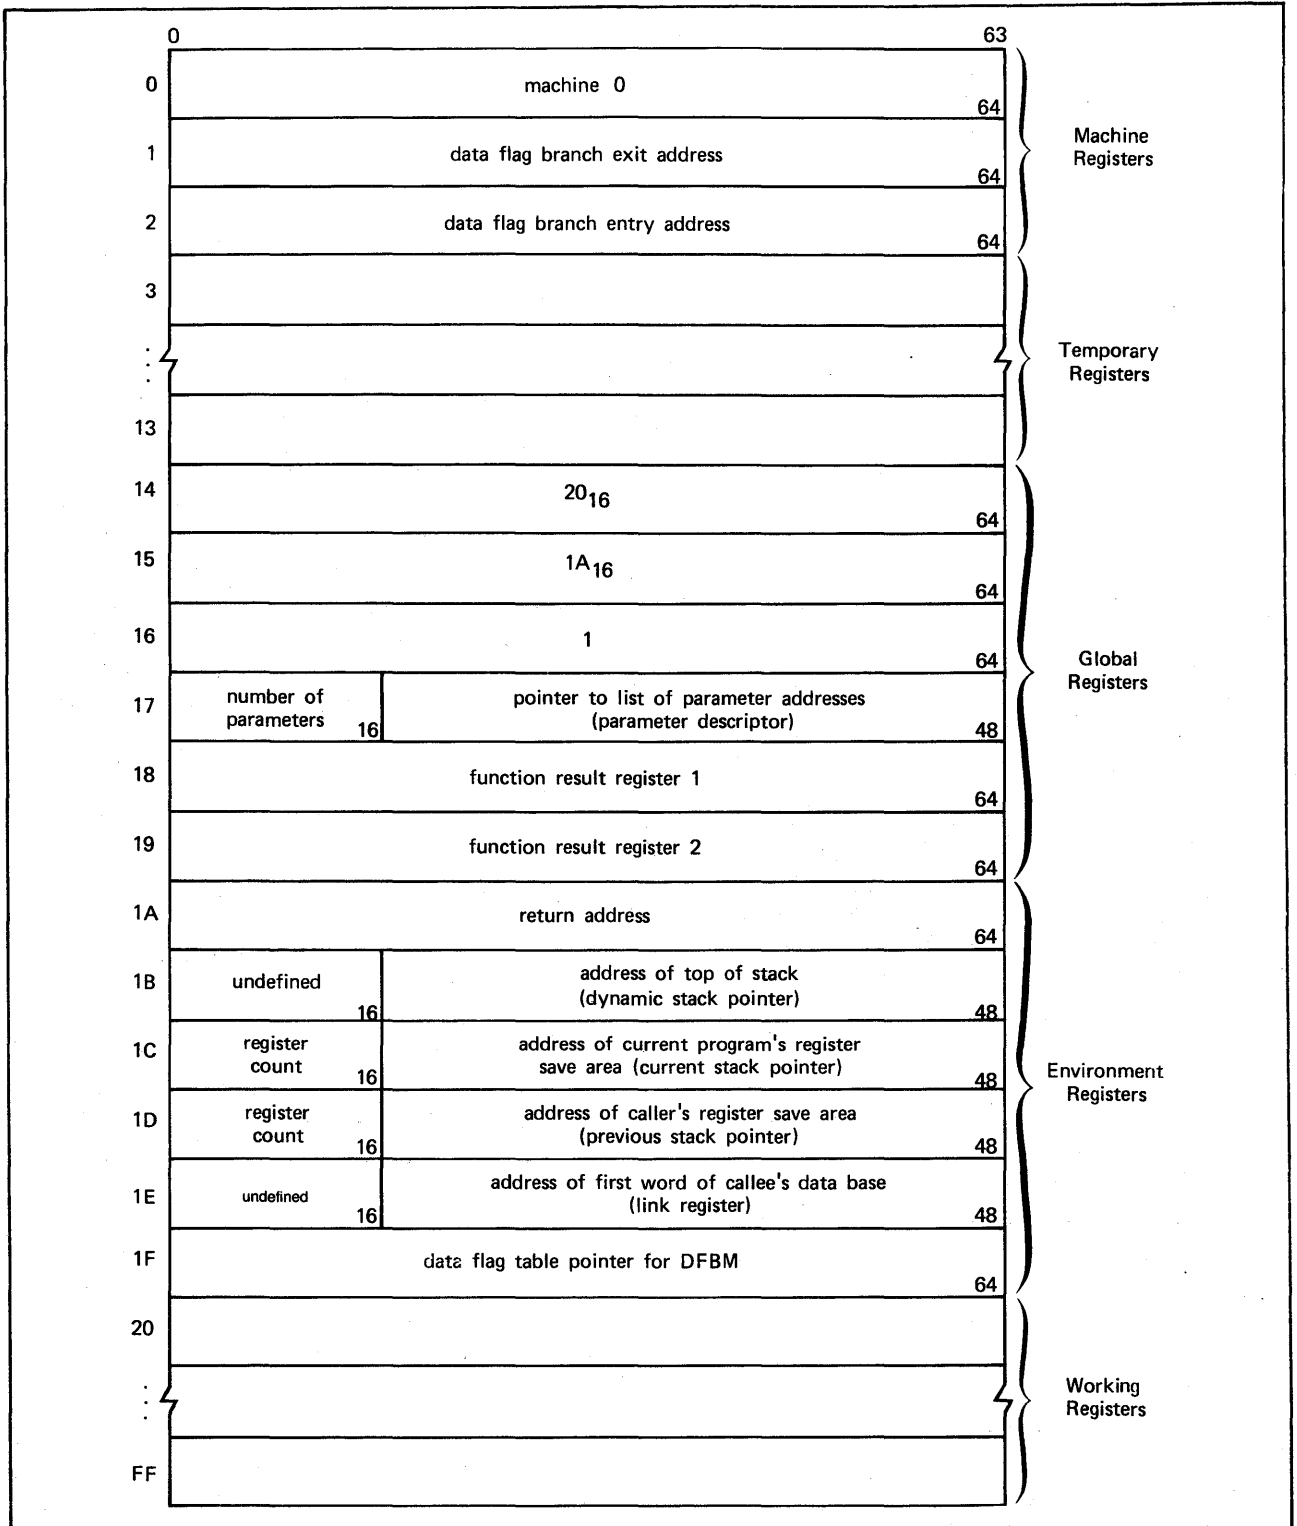 0 63
0 machine 0 64
Machine
Registers
1 data flag branch exit address 64
2 data flag branch entry address 64
3
.
.
.
Temporary
Registers
13
14 20₁₆ 64
15 1A₁₆ 64
16 1 64
Global
Registers
17 number of parameters 16 pointer to list of parameter addresses
(parameter descriptor) 48
18 function result register 1 64
19 function result register 2 64
1A return address 64
1B undefined 16 address of top of stack
(dynamic stack pointer) 48
1C register count 16 address of current program's register
save area (current stack pointer) 48
Environment
Registers
1D register count 16 address of caller's register save area
(previous stack pointer) 48
1E undefined 16 address of first word of callee's data base
(link register) 48
1F data flag table pointer for DFBM 64
20
.
.
.
Working
Registers
FF